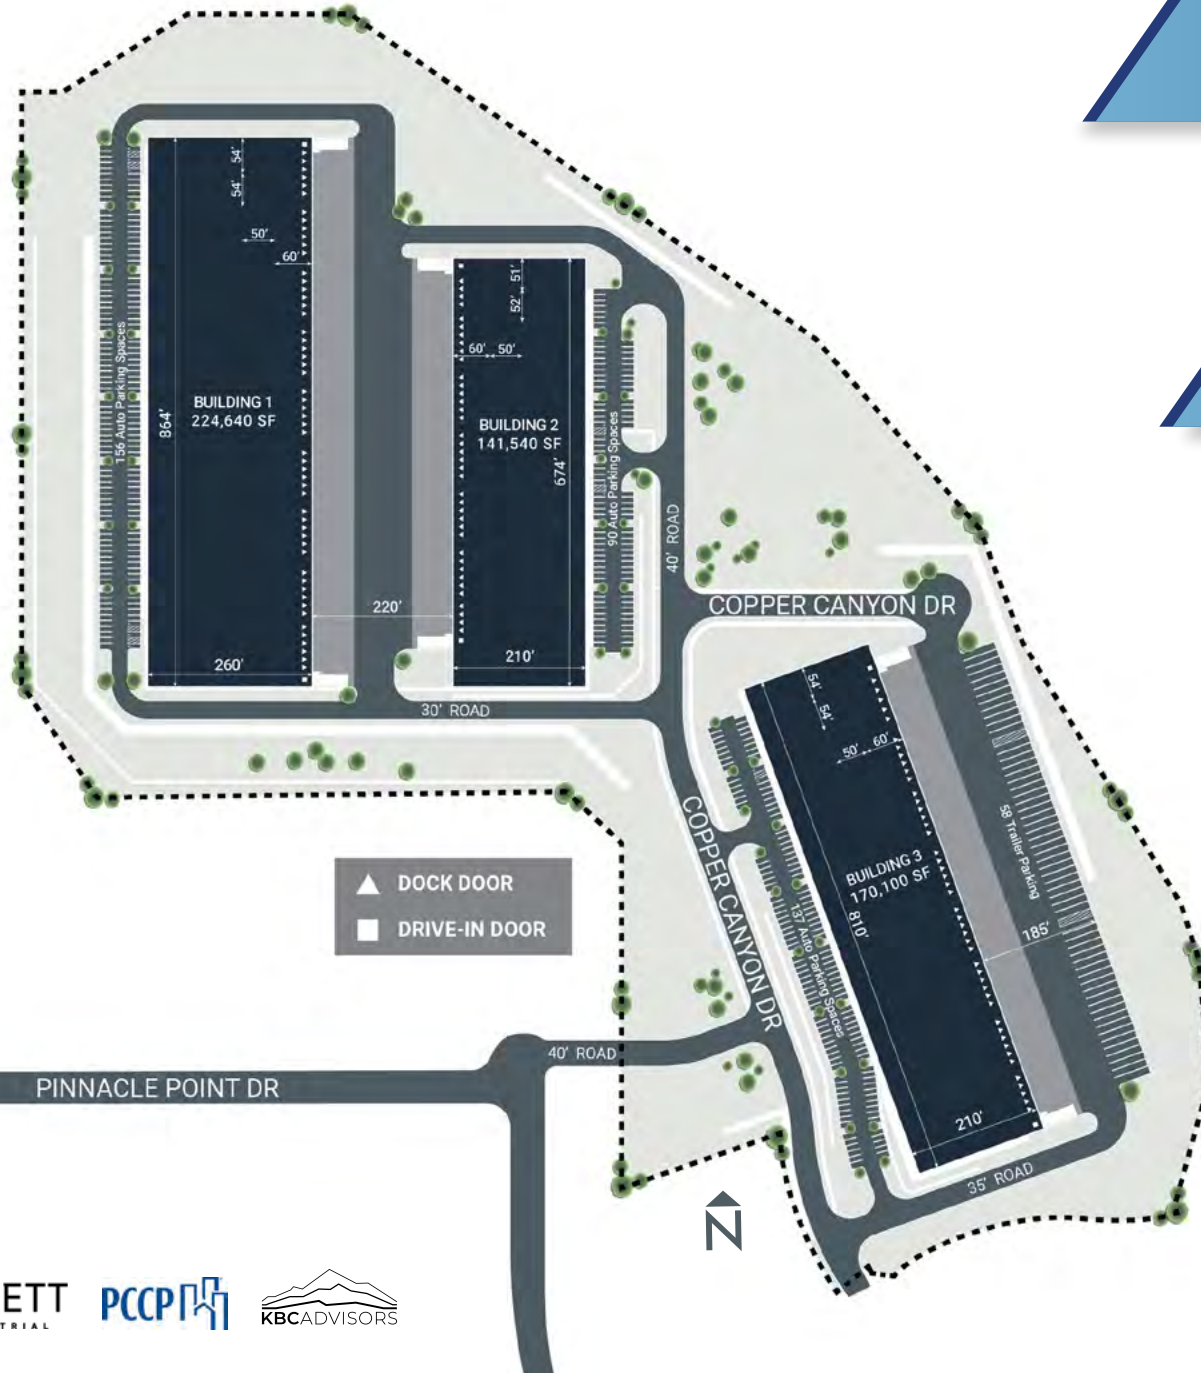 54'
54'
50'
60'
156 Auto Parking Spaces
864'
BUILDING 1
224,640 SF
260'
51'
52'
60'
50'
BUILDING 2
141,540 SF
674'
90 Auto Parking Spaces
220'
210'
40' ROAD
30' ROAD
COPPER CANYON DR
54'
54'
50'
60'
BUILDING 3
170,100 SF
810'
58 Trailer Parking
185'
137 Auto Parking Spaces
COPPER CANYON DR
210'
35' ROAD
DOCK DOOR
DRIVE-IN DOOR
40' ROAD
PINNACLE POINT DR
N
ETT
TRIAL
PCCP
KBCADVISORS